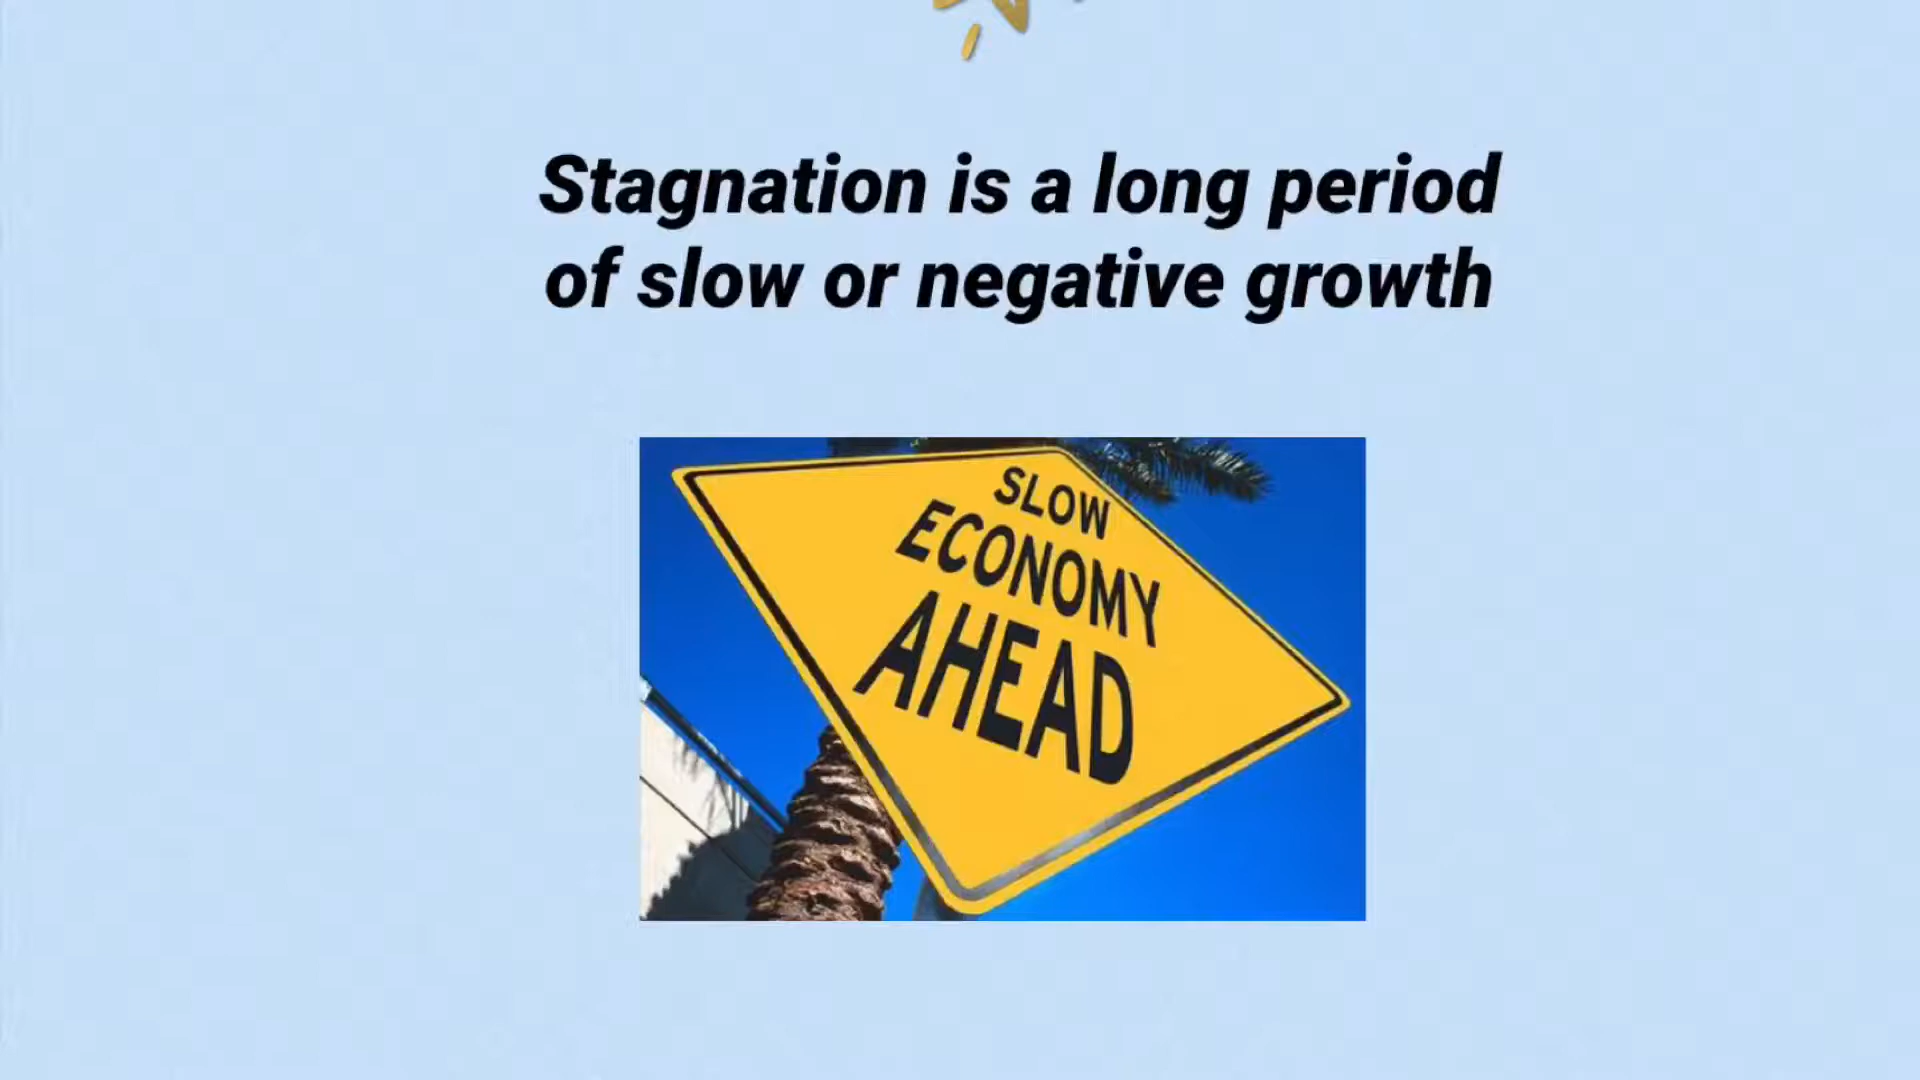 Stagnation is a long period
of slow or negative growth
SLOW
ECONOMY
AHEAD